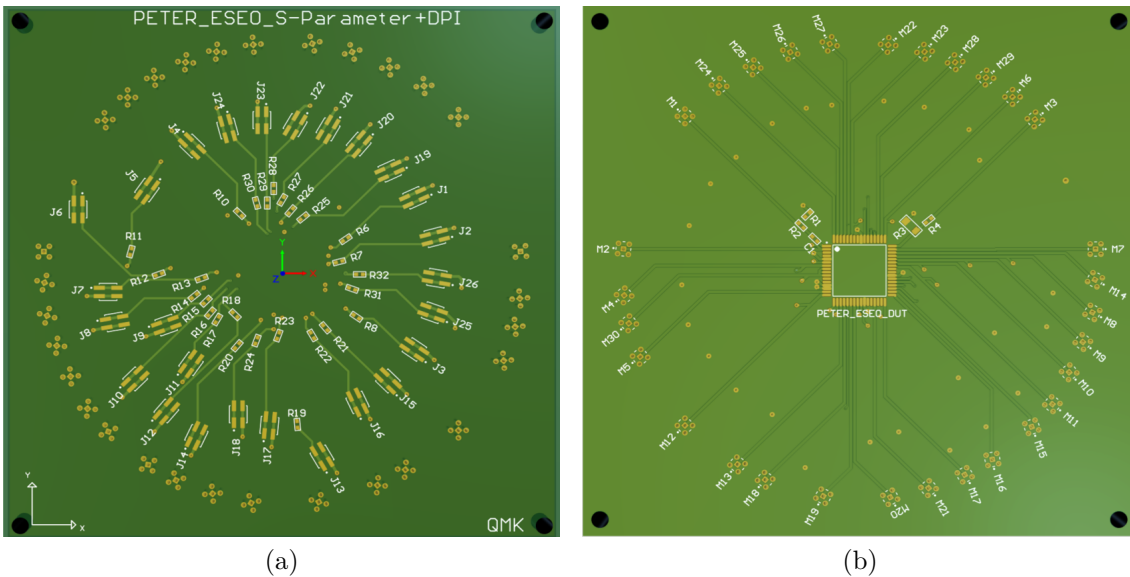 PETER_ESEO_S-Parameter+DPI
J24
J23
J22
J21
J20
J4
J19
J5
R28
R29
R30
R27
R26
R25
R10
J1
J6
R6
J2
R11
R7
Y
X
Z
R12
R13
R32
J26
J7
R14
R15
R31
R16
R18
R17
R8
J25
J8
J9
R23
R20
R24
R21
R22
J3
J11
J10
J15
J12
J16
J14
J18
J17
R19
J13
Y
X
QMK
(a)
M27
M26
M22
M23
M25
M28
M24
M29
M6
M1
M3
R1
R2
C1
R3
R4
M2
M7
M4
M14
M30
PETER_ESEO_DUT
M8
M5
M9
M10
M11
M12
M15
M13
M16
M18
M17
M19
M20
M21
(b)